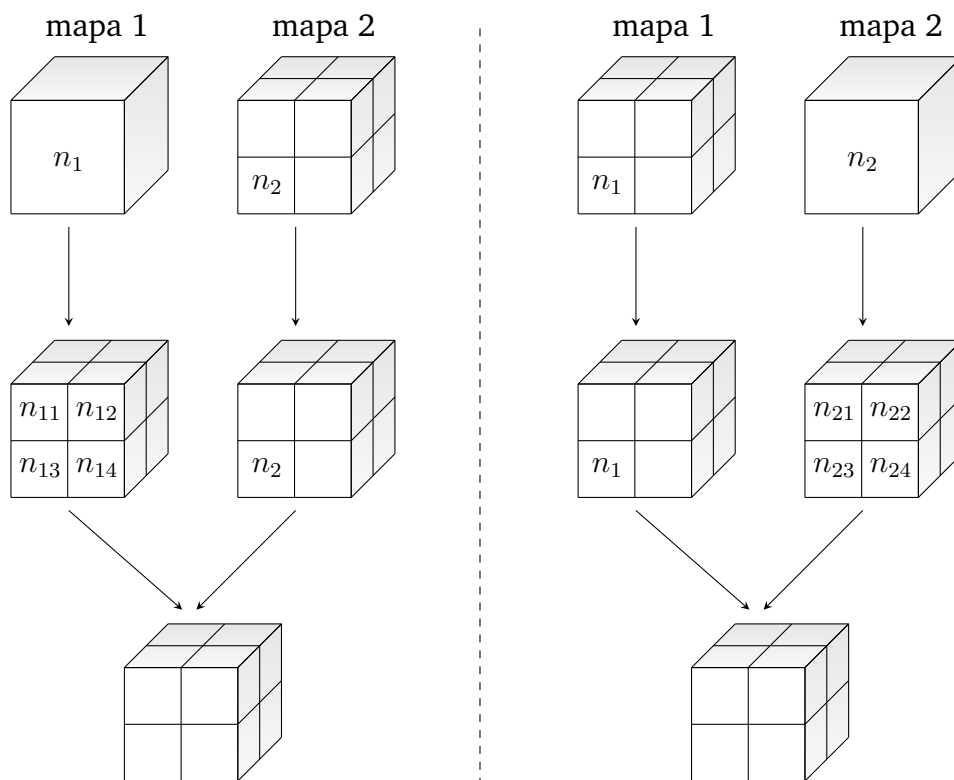 mapa 1 mapa 2 mapa 1 mapa 2
n₁ n₂ n₁ n₂
n₁₁ n₁₂ n₂₁ n₂₂
n₁₃ n₁₄ n₂ n₁ n₂₃ n₂₄